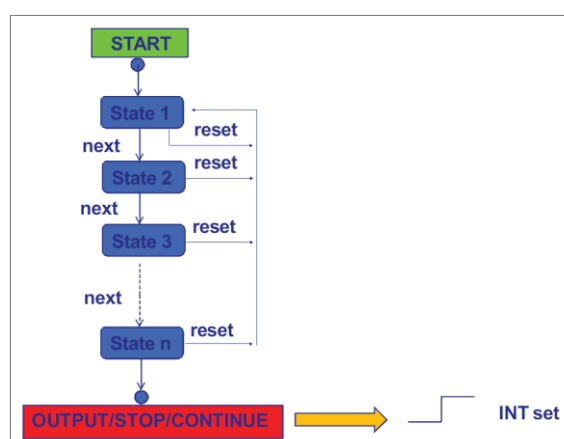 START
State 1
reset
next
State 2
reset
next
State 3
reset
next
State n
reset
OUTPUT/STOP/CONTINUE
INT set